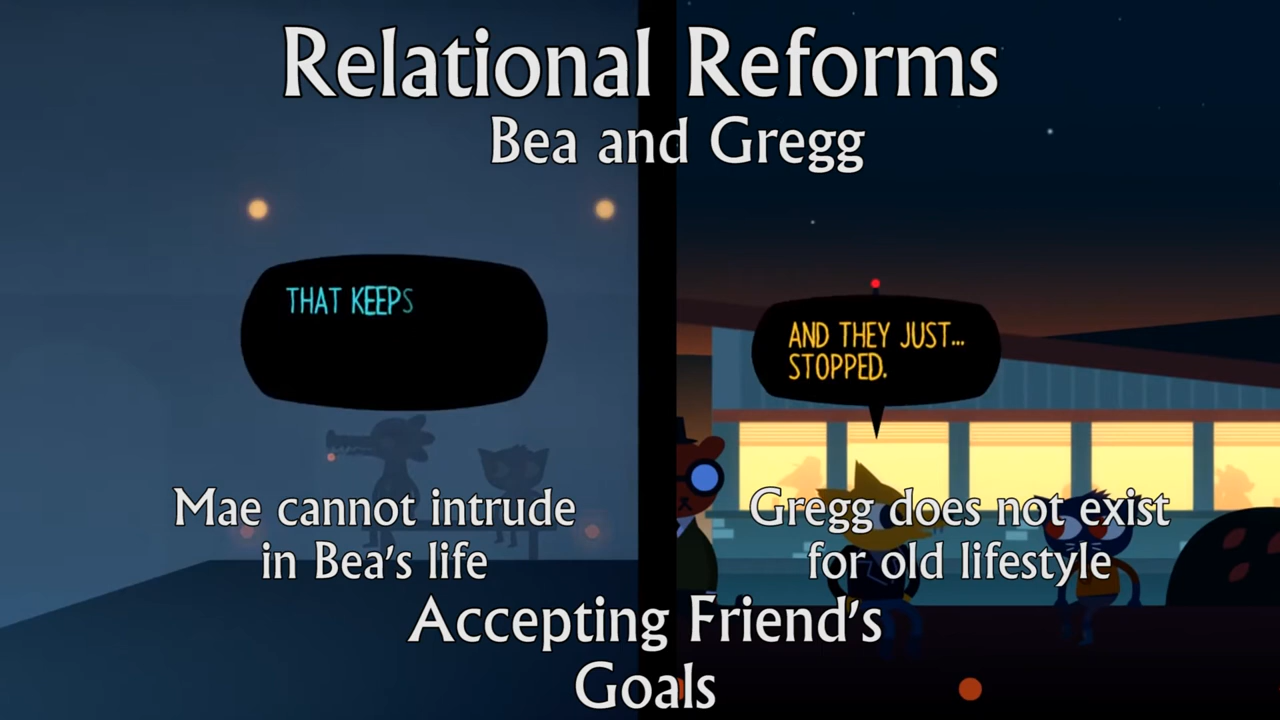 Relational Reforms
Bea and Gregg
THAT KEEPS
AND THEY JUST...
STOPPED.
Mae cannot intrude
in Bea's life
Gregg does not exist
for old lifestyle
Accepting Friend's
Goals